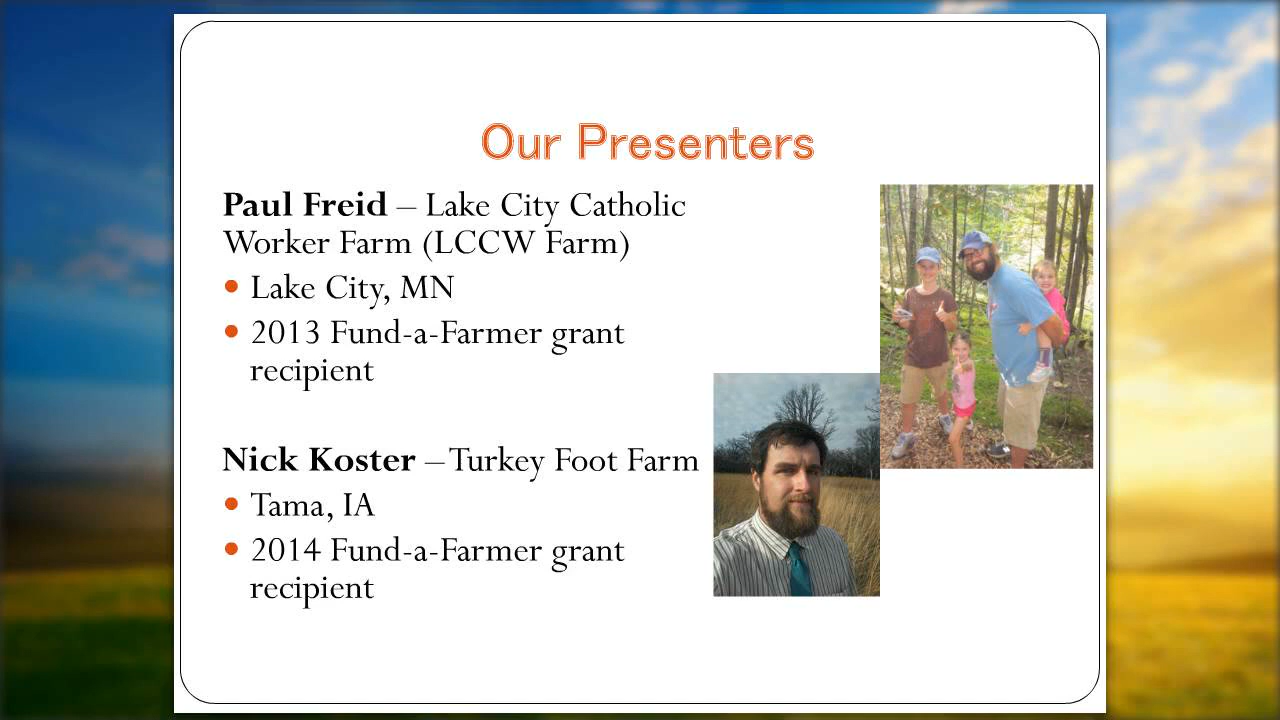 Our Presenters
Paul Freid – Lake City Catholic
Worker Farm (LCCW Farm)
• Lake City, MN
• 2013 Fund-a-Farmer grant
recipient
Nick Koster – Turkey Foot Farm
• Tama, IA
• 2014 Fund-a-Farmer grant
recipient